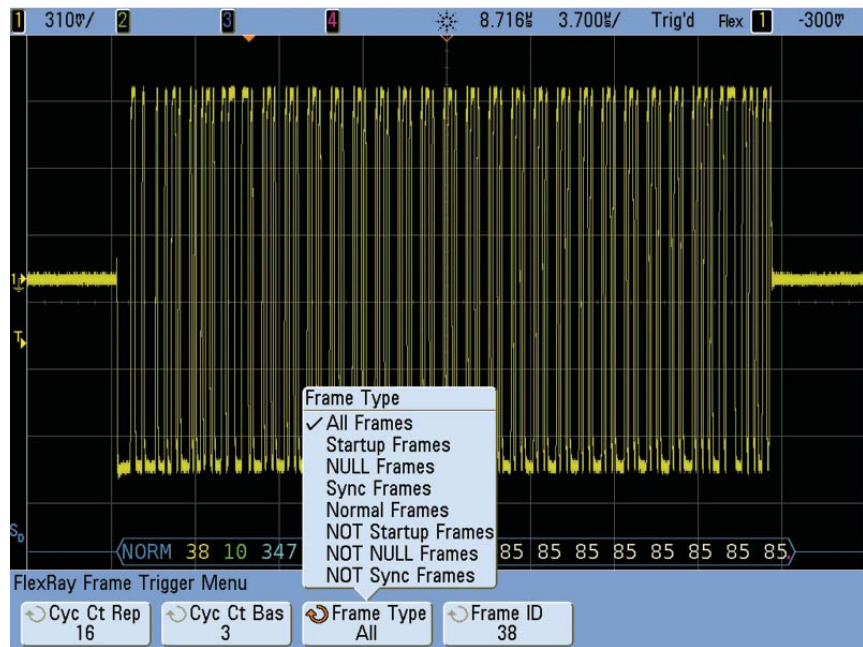 1 310mV/ 2 3 4 8.716µs 3.700µs/ Trig'd Flex 1 -300mV
Frame Type
✓ All Frames
Startup Frames
NULL Frames
Sync Frames
Normal Frames
NOT Startup Frames
NOT NULL Frames
NOT Sync Frames
1
T
SD
NORM 38 10 347 85 85 85 85 85 85 85 85
FlexRay Frame Trigger Menu
Cyc Ct Rep
16
Cyc Ct Bas
3
Frame Type
All
Frame ID
38